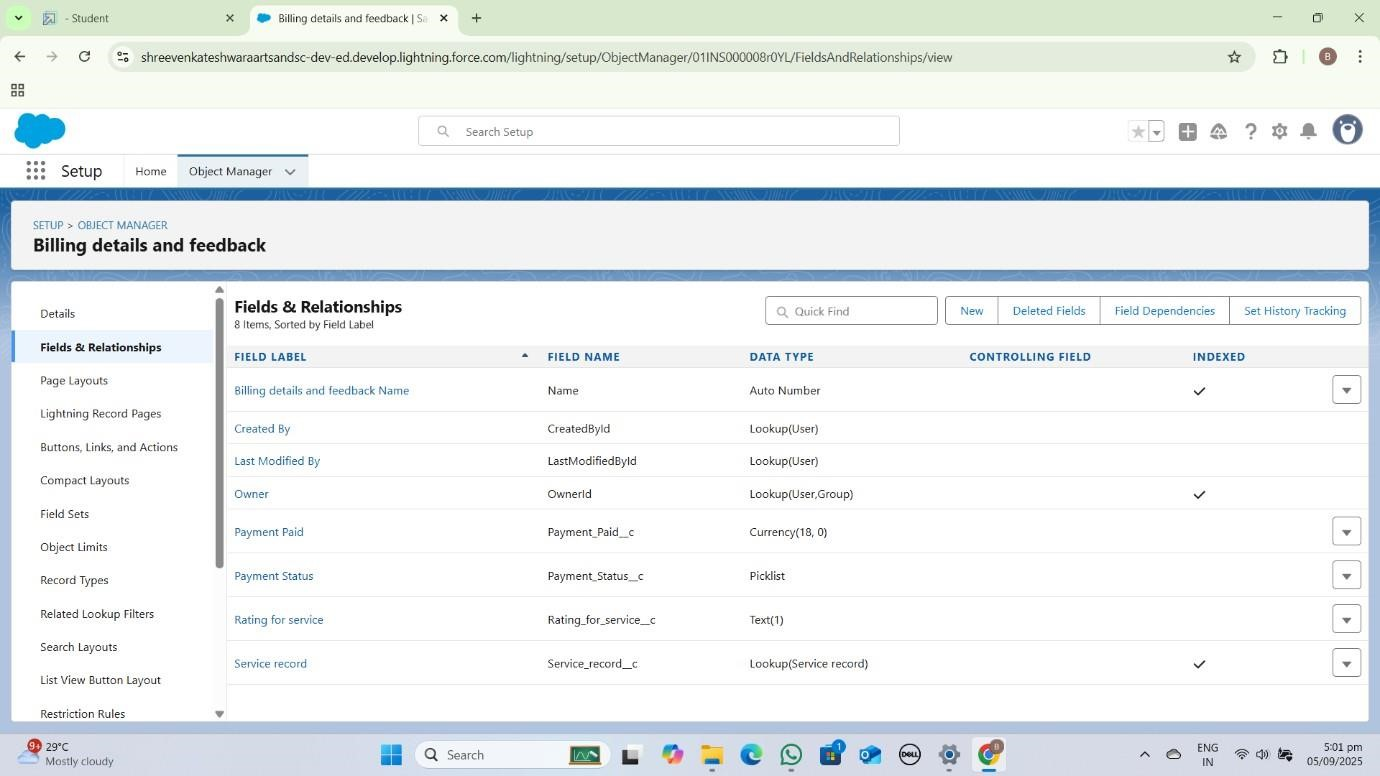 - Student
Billing details and feedback | Sa
shreevenkateshwaraartsandsc-dev-ed.develop.lightning.force.com/lightning/setup/ObjectManager/01INS000008r0YL/FieldsAndRelationships/view
B
Search Setup
Setup Home Object Manager
SETUP > OBJECT MANAGER
Billing details and feedback
Details
Fields & Relationships
Page Layouts
Lightning Record Pages
Buttons, Links, and Actions
Compact Layouts
Field Sets
Object Limits
Record Types
Related Lookup Filters
Search Layouts
List View Button Layout
Restriction Rules
Fields & Relationships
8 Items, Sorted by Field Label
Quick Find
New Deleted Fields Field Dependencies Set History Tracking
FIELD LABEL FIELD NAME DATA TYPE CONTROLLING FIELD INDEXED
Billing details and feedback Name Name Auto Number
Created By CreatedById Lookup(User)
Last Modified By LastModifiedById Lookup(User)
Owner OwnerId Lookup(User,Group)
Payment Paid Payment_Paid__c Currency(18, 0)
Payment Status Payment_Status__c Picklist
Rating for service Rating_for_service__c Text(1)
Service record Service_record__c Lookup(Service record)
9+
29°C
Mostly cloudy
Search
1
DELL
B
ENG
IN
5:01 pm
05/09/2025